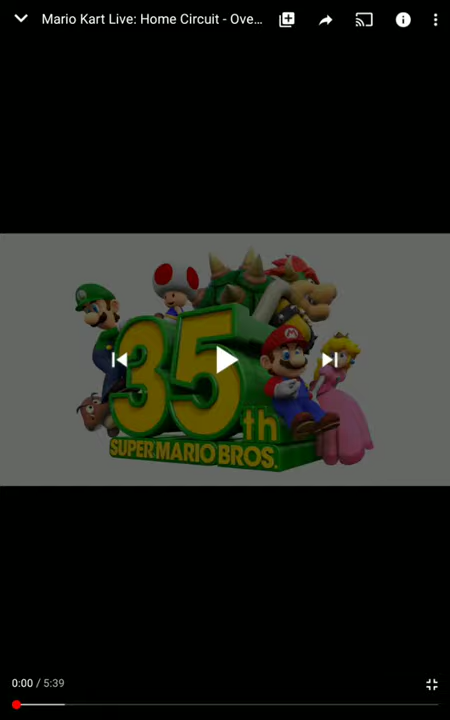 Mario Kart Live: Home Circuit - Ove...
35th
SUPER MARIO BROS.
0:00 / 5:39